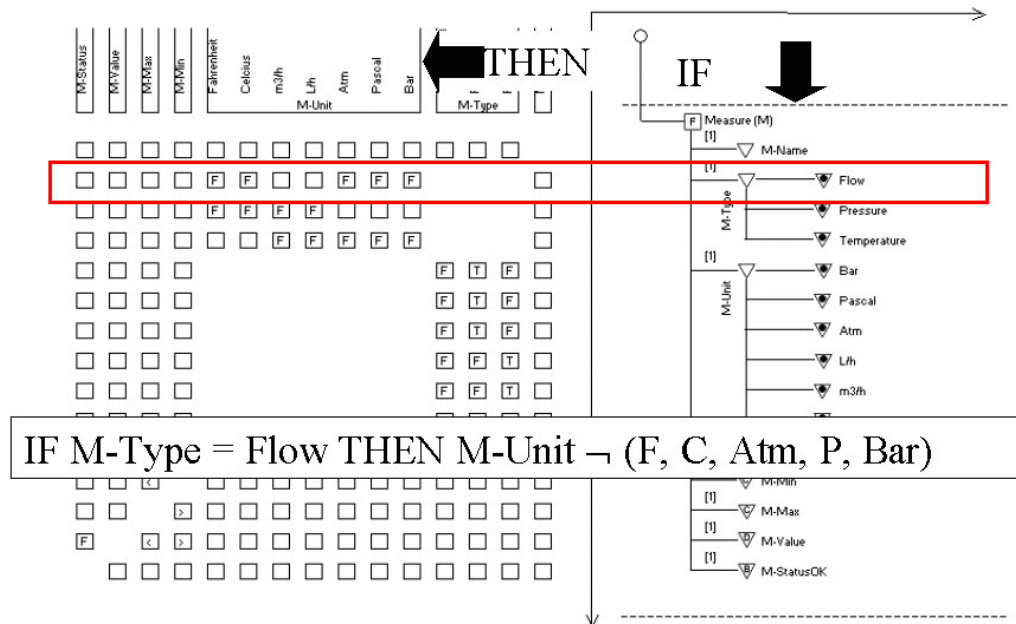 M-Status
M-Value
M-Max
M-Min
Fahrenheit
Celcius
m3/h
L/h
Atm
Pascal
Bar
M-Unit
M-Type
THEN
IF
F Measure (M)
[1]
M-Name
[1]
F F F F F
Flow
M-Type
F F F F
Pressure
F F F F F
Temperature
[1]
F T F
Bar
M-Unit
F T F
Pascal
F T F
Atm
F F T
L/h
F F T
m3/h
IF M-Type = Flow THEN M-Unit ¬ (F, C, Atm, P, Bar)
<
M-Min
[1]
>
C M-Max
[1]
F < >
D M-Value
[1]
B M-StatusOK